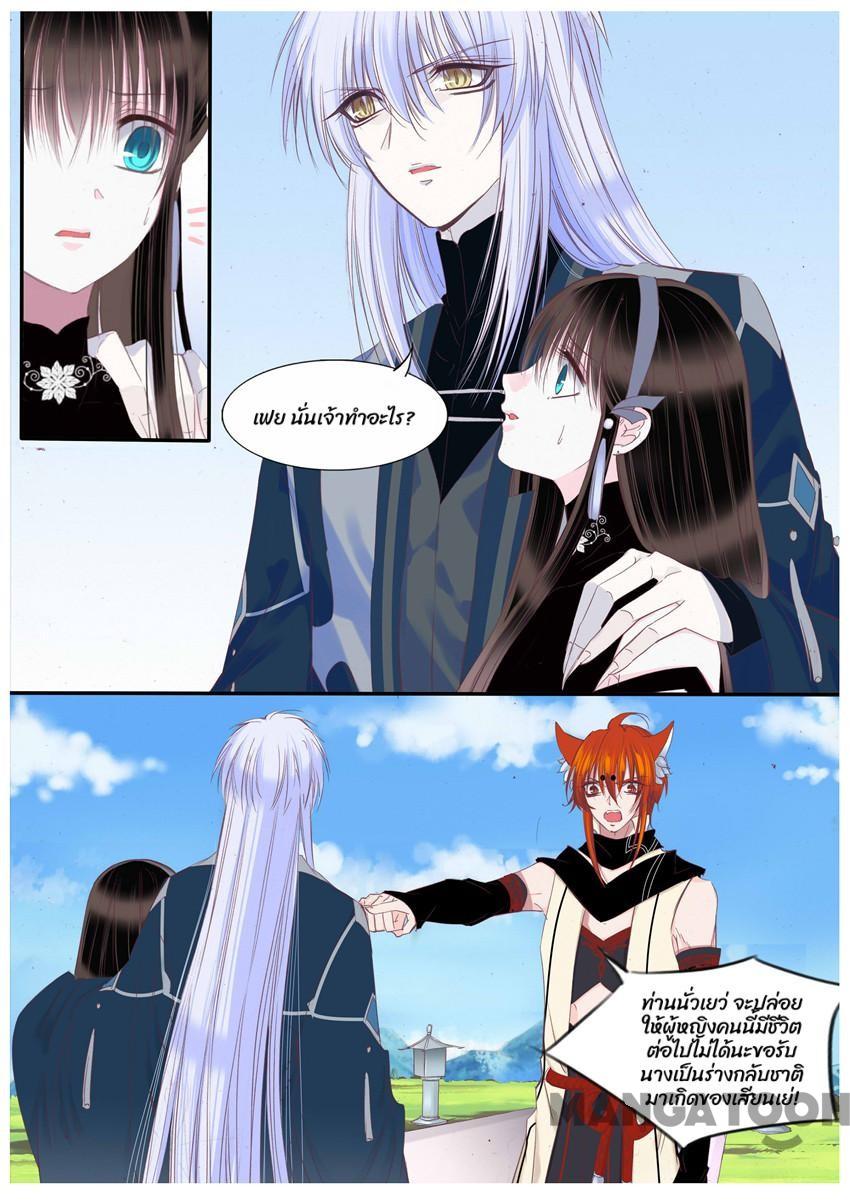 เฟย นั่นเจ้าทำอะไร?
ท่านนั่วเยว่ จะปล่อย
ให้ผู้หญิงคนนี้มีชีวิต
ต่อไปไม่ได้นะขอรับ
นางเป็นร่างกลับชาติ
มาเกิดของเสียนเย่!
MANGATOON